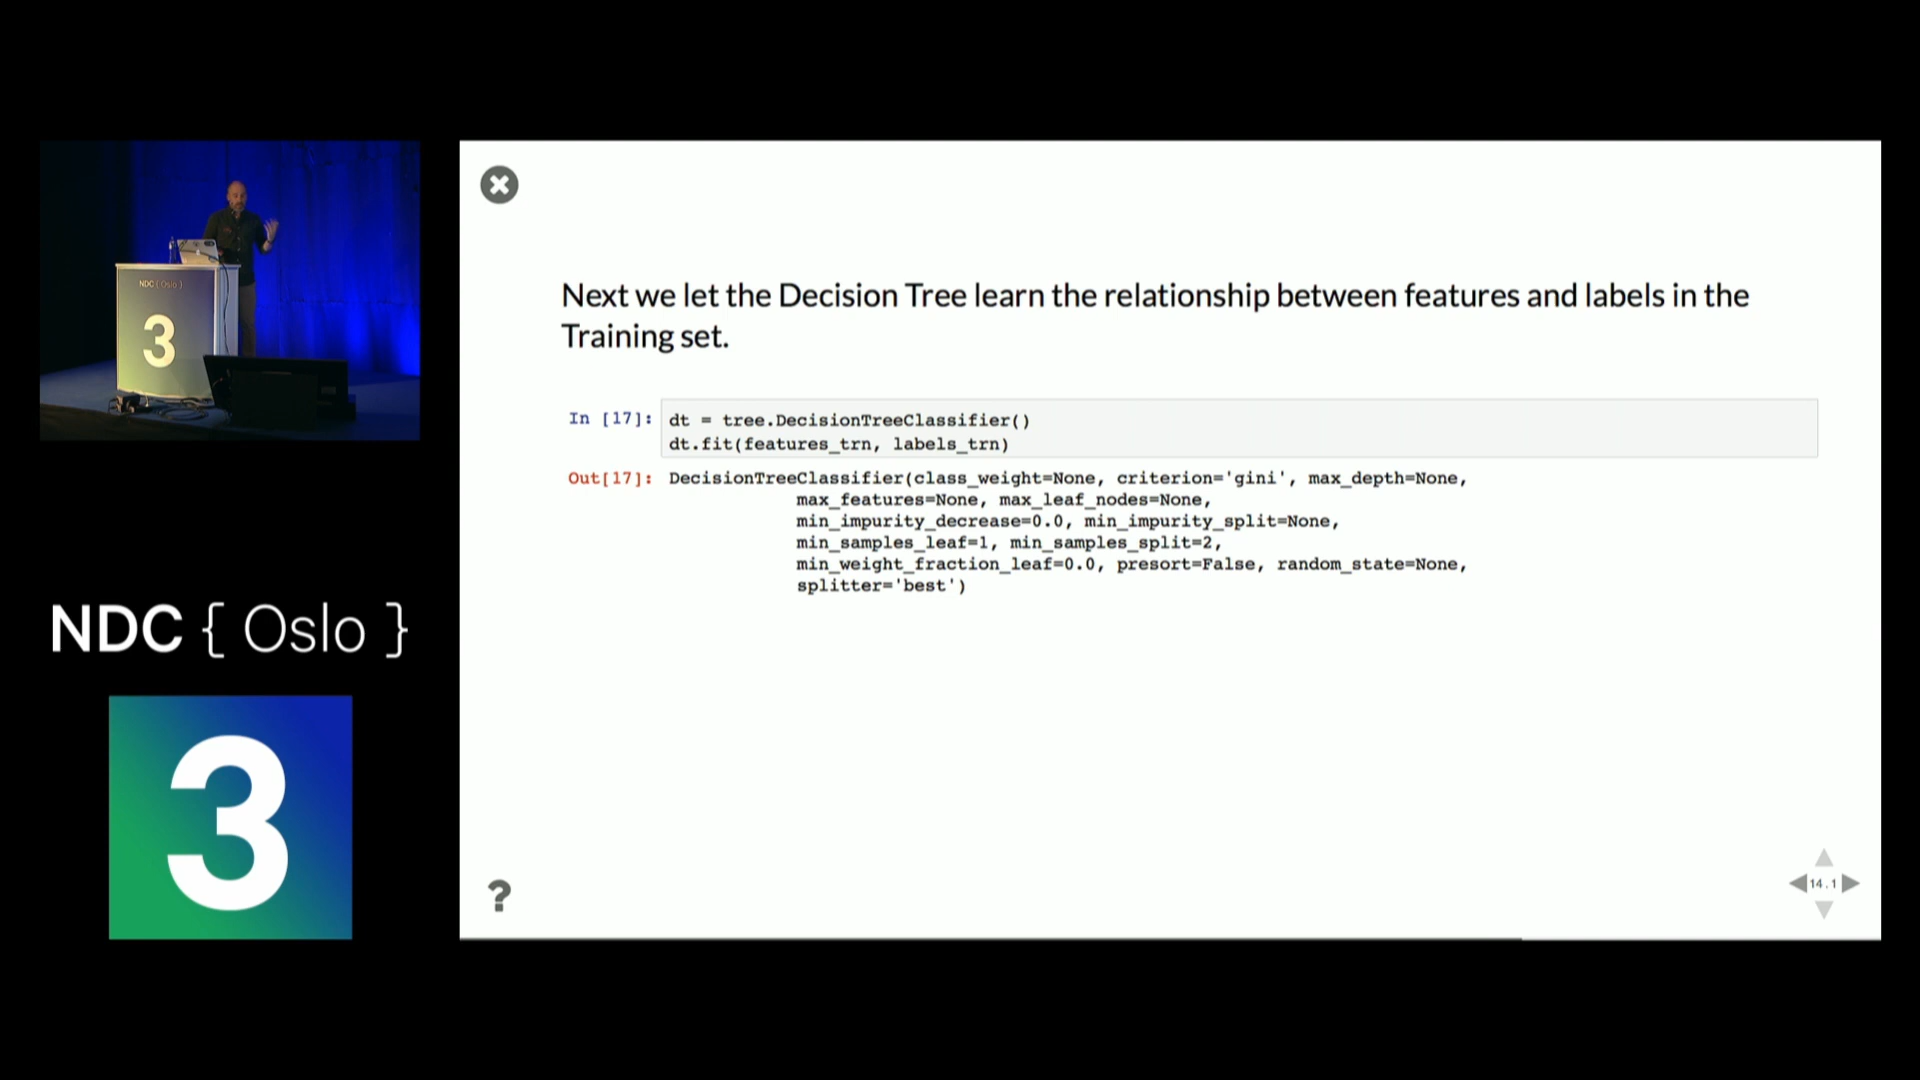 NDC { Oslo }
3
NDC { Oslo }
3
Next we let the Decision Tree learn the relationship between features and labels in the
Training set.
In [17]: dt = tree.DecisionTreeClassifier()
dt.fit(features_trn, labels_trn)
Out[17]: DecisionTreeClassifier(class_weight=None, criterion='gini', max_depth=None,
max_features=None, max_leaf_nodes=None,
min_impurity_decrease=0.0, min_impurity_split=None,
min_samples_leaf=1, min_samples_split=2,
min_weight_fraction_leaf=0.0, presort=False, random_state=None,
splitter='best')
?
14.1